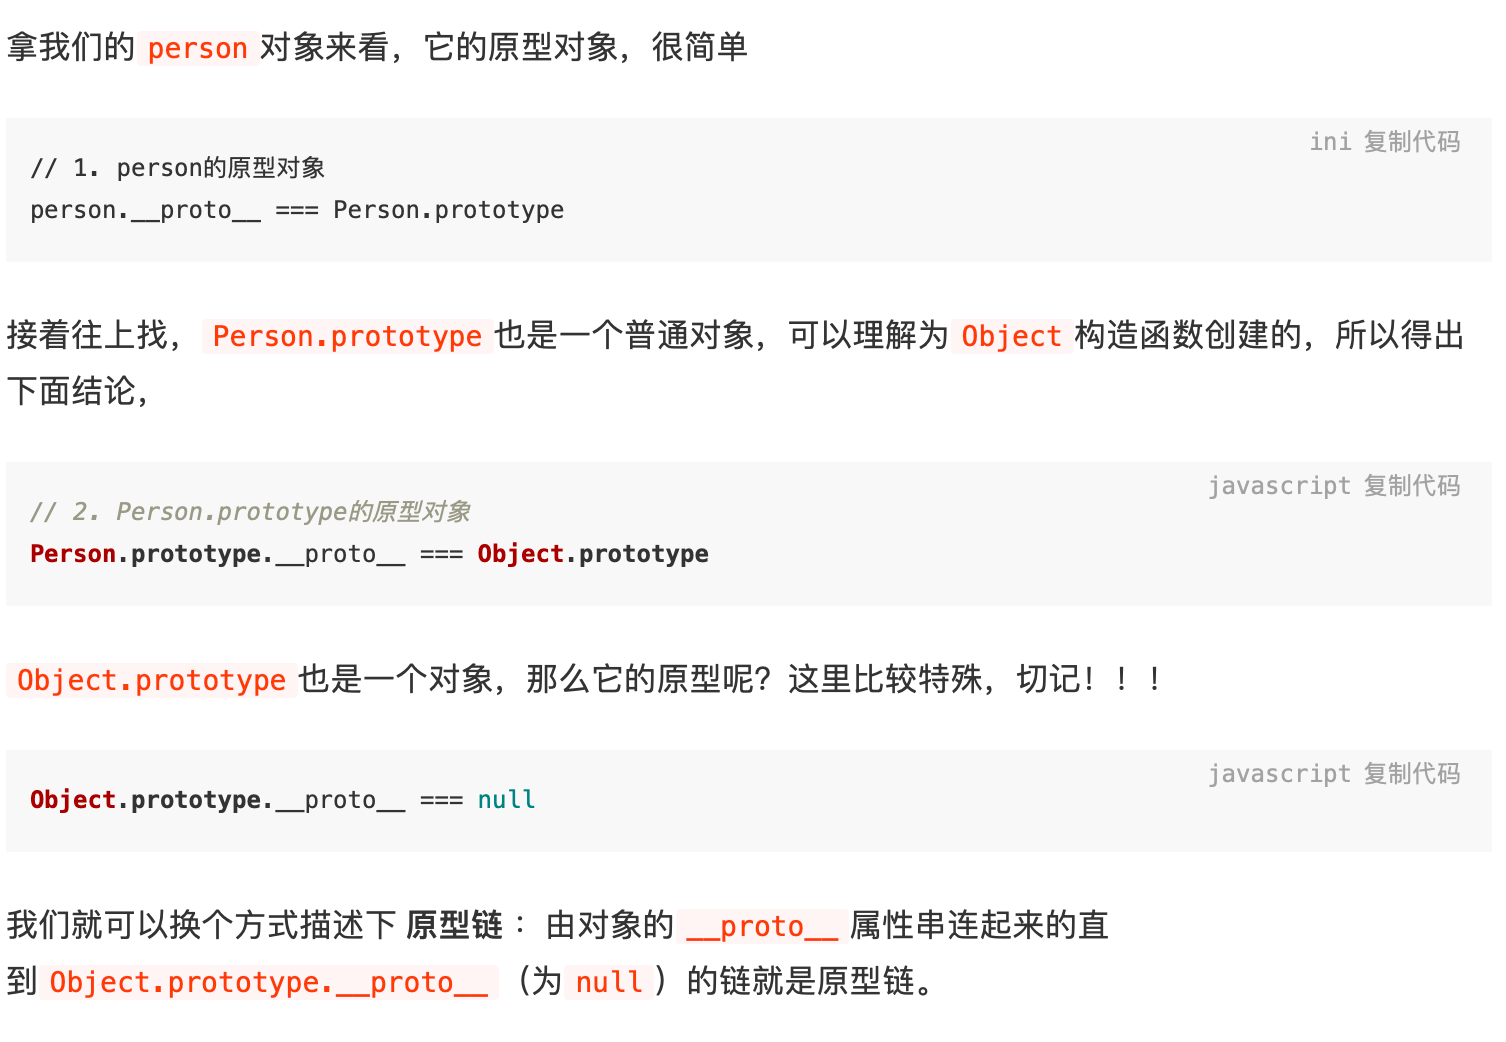 拿我们的 person 对象来看，它的原型对象，很简单
ini 复制代码
// 1. person的原型对象
person.__proto__ === Person.prototype
接着往上找， Person.prototype 也是一个普通对象，可以理解为 Object 构造函数创建的，所以得出
下面结论，
javascript 复制代码
// 2. Person.prototype的原型对象
Person.prototype.__proto__ === Object.prototype
Object.prototype 也是一个对象，那么它的原型呢？这里比较特殊，切记！！！
javascript 复制代码
Object.prototype.__proto__ === null
我们就可以换个方式描述下 原型链 ：由对象的 __proto__ 属性串连起来的直
到 Object.prototype.__proto__ （为 null ）的链就是原型链。